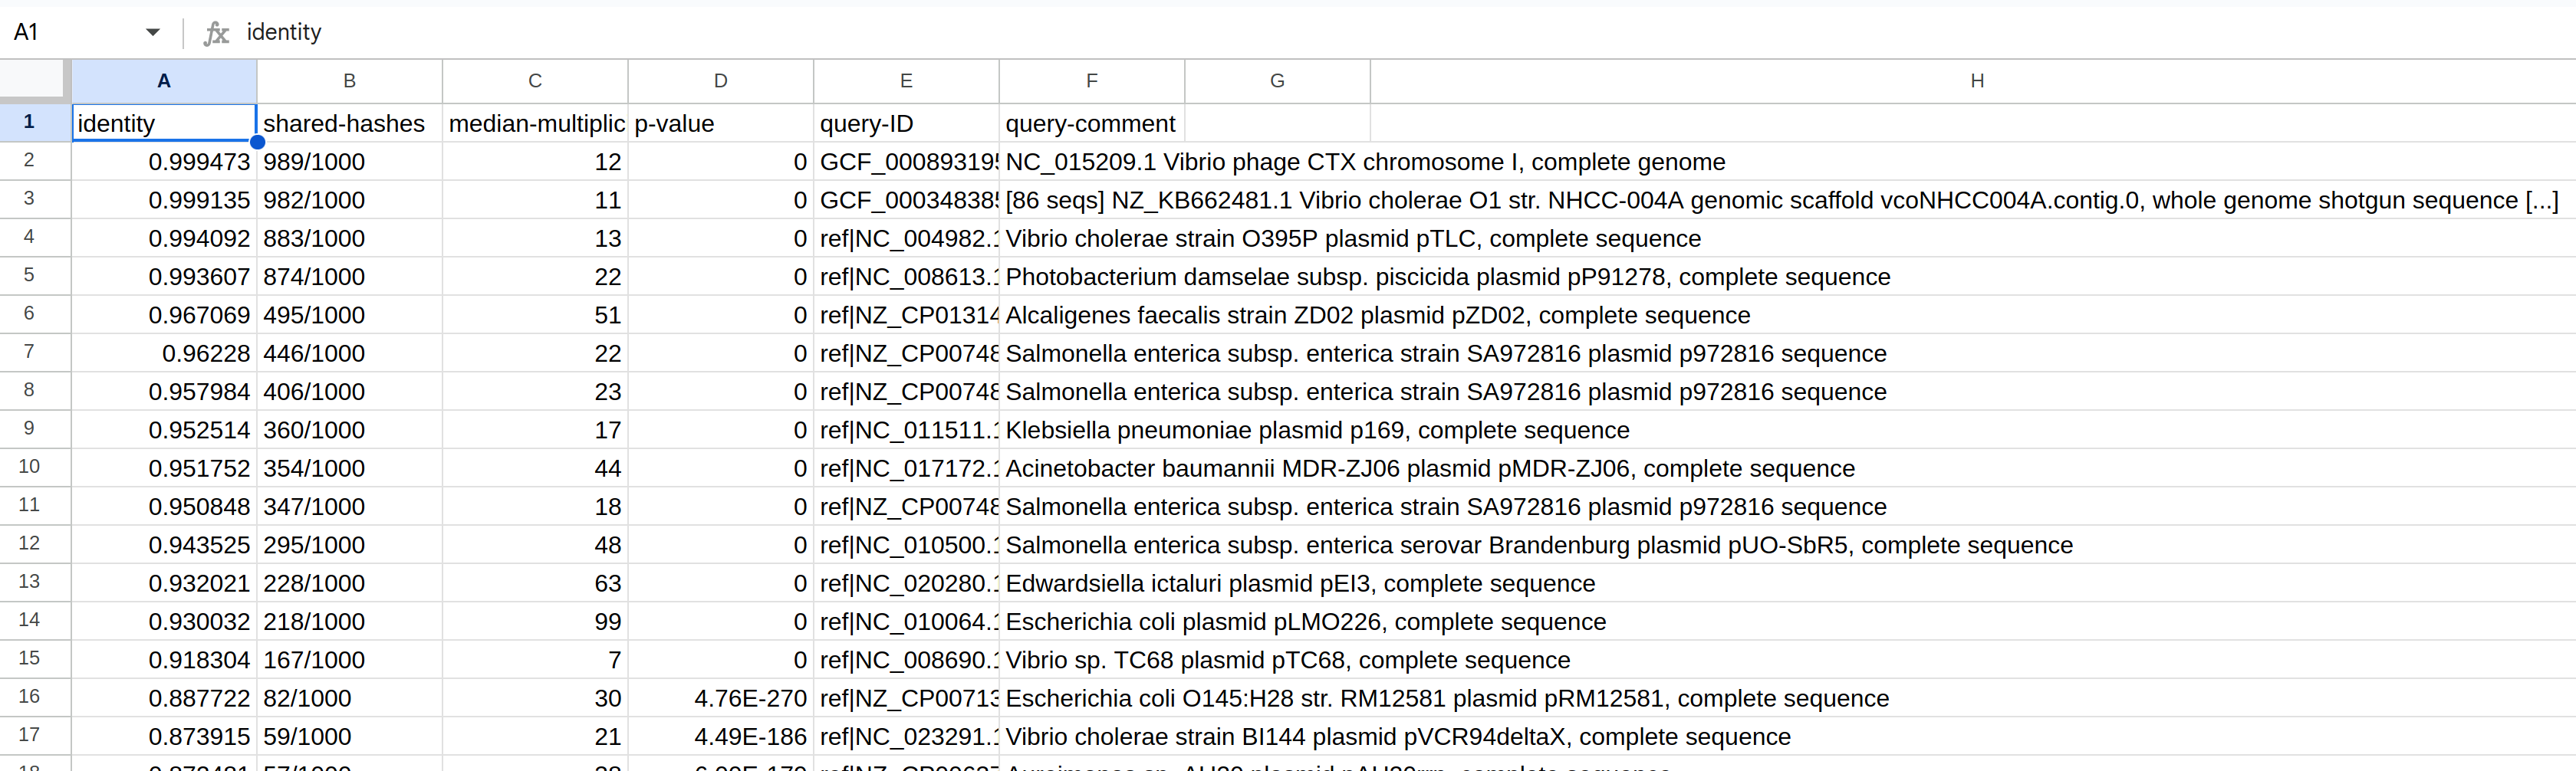 A1 fx identity
A B C D E F G H
1 identity shared-hashes median-multiplic p-value query-ID query-comment
2 0.999473 989/1000 12 0 GCF_000893195 NC_015209.1 Vibrio phage CTX chromosome I, complete genome
3 0.999135 982/1000 11 0 GCF_000348385 [86 seqs] NZ_KB662481.1 Vibrio cholerae O1 str. NHCC-004A genomic scaffold vcoNHCC004A.contig.0, whole genome shotgun sequence [...]
4 0.994092 883/1000 13 0 ref|NC_004982.1 Vibrio cholerae strain O395P plasmid pTLC, complete sequence
5 0.993607 874/1000 22 0 ref|NC_008613.1 Photobacterium damselae subsp. piscicida plasmid pP91278, complete sequence
6 0.967069 495/1000 51 0 ref|NZ_CP01314 Alcaligenes faecalis strain ZD02 plasmid pZD02, complete sequence
7 0.96228 446/1000 22 0 ref|NZ_CP00748 Salmonella enterica subsp. enterica strain SA972816 plasmid p972816 sequence
8 0.957984 406/1000 23 0 ref|NZ_CP00748 Salmonella enterica subsp. enterica strain SA972816 plasmid p972816 sequence
9 0.952514 360/1000 17 0 ref|NC_011511.1 Klebsiella pneumoniae plasmid p169, complete sequence
10 0.951752 354/1000 44 0 ref|NC_017172.1 Acinetobacter baumannii MDR-ZJ06 plasmid pMDR-ZJ06, complete sequence
11 0.950848 347/1000 18 0 ref|NZ_CP00748 Salmonella enterica subsp. enterica strain SA972816 plasmid p972816 sequence
12 0.943525 295/1000 48 0 ref|NC_010500.1 Salmonella enterica subsp. enterica serovar Brandenburg plasmid pUO-SbR5, complete sequence
13 0.932021 228/1000 63 0 ref|NC_020280.1 Edwardsiella ictaluri plasmid pEI3, complete sequence
14 0.930032 218/1000 99 0 ref|NC_010064.1 Escherichia coli plasmid pLMO226, complete sequence
15 0.918304 167/1000 7 0 ref|NC_008690.1 Vibrio sp. TC68 plasmid pTC68, complete sequence
16 0.887722 82/1000 30 4.76E-270 ref|NZ_CP00713 Escherichia coli O145:H28 str. RM12581 plasmid pRM12581, complete sequence
17 0.873915 59/1000 21 4.49E-186 ref|NC_023291.1 Vibrio cholerae strain BI144 plasmid pVCR94deltaX, complete sequence